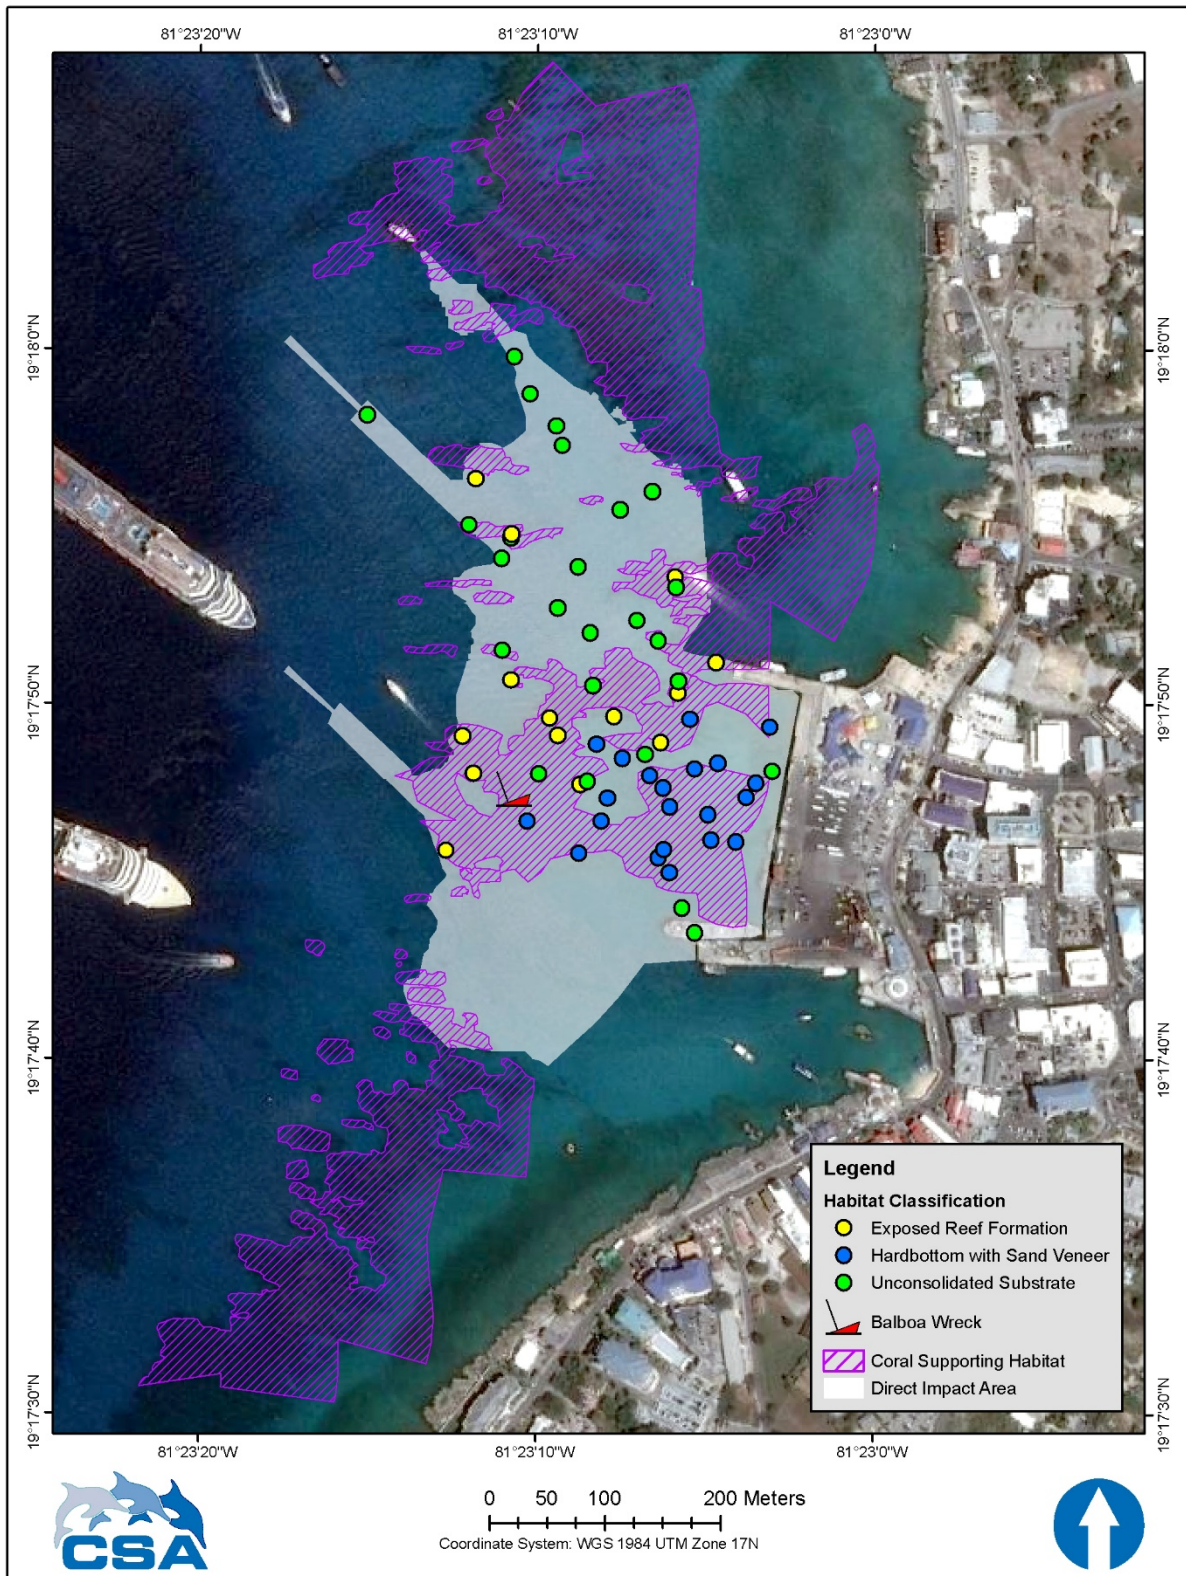 81°23'20"W 81°23'10"W 81°23'0"W
19°18'0"N 19°18'0"N
19°17'50"N 19°17'50"N
19°17'40"N 19°17'40"N
19°17'30"N 19°17'30"N
Legend
Habitat Classification
Exposed Reef Formation
Hardbottom with Sand Veneer
Unconsolidated Substrate
Balboa Wreck
Coral Supporting Habitat
Direct Impact Area
81°23'20"W 81°23'10"W 81°23'0"W
CSA
0 50 100 200 Meters
Coordinate System: WGS 1984 UTM Zone 17N